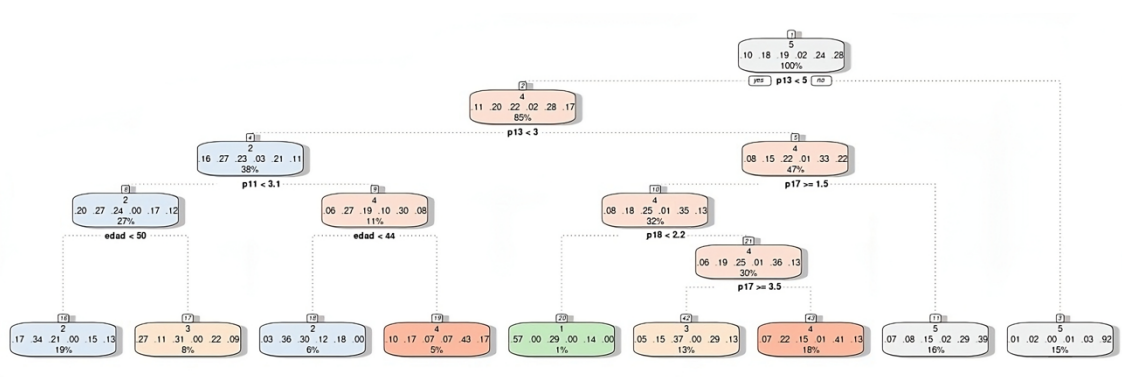 1
5
.10 .18 .19 .02 .24 .28
100%
yes p13 < 5 no
2
4
.11 .20 .22 .02 .28 .17
85%
p13 < 3
4
2
.16 .27 .23 .03 .21 .11
38%
p11 < 3.1
5
4
.08 .15 .22 .01 .33 .22
47%
p17 >= 1.5
8
2
.20 .27 .24 .00 .17 .12
27%
edad < 50
9
4
.06 .27 .19 .10 .30 .08
11%
edad < 44
10
4
.08 .18 .25 .01 .35 .13
32%
p18 < 2.2
21
4
.06 .19 .25 .01 .36 .13
30%
p17 >= 3.5
16
2
.17 .34 .21 .00 .15 .13
19%
17
3
.27 .11 .31 .00 .22 .09
8%
18
2
.03 .36 .30 .12 .18 .00
6%
19
4
.10 .17 .07 .07 .43 .17
5%
20
1
.57 .00 .29 .00 .14 .00
1%
42
3
.05 .15 .37 .00 .29 .13
13%
43
4
.07 .22 .15 .01 .41 .13
18%
11
5
.07 .08 .15 .02 .29 .39
16%
3
5
.01 .02 .00 .01 .03 .92
15%